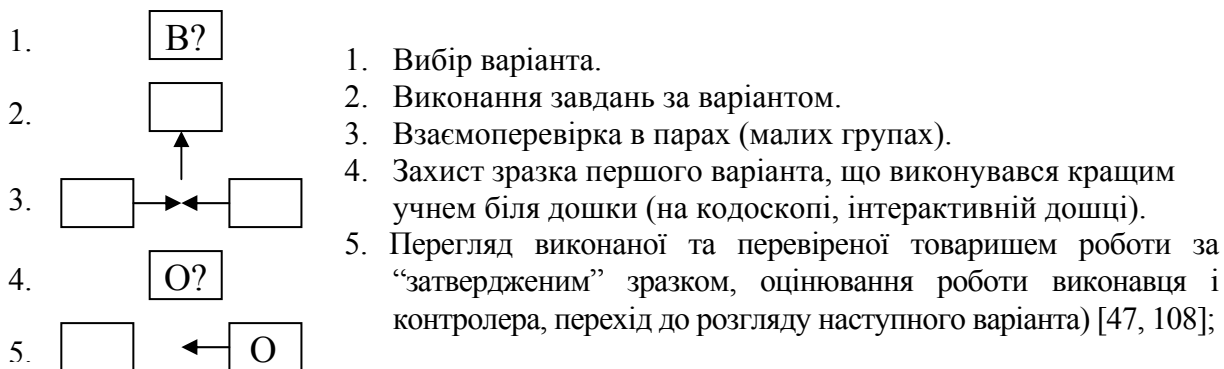 1. В?
2.
3.
4. О?
5. О
1. Вибір варіанта.
2. Виконання завдань за варіантом.
3. Взаємоперевірка в парах (малих групах).
4. Захист зразка першого варіанта, що виконувався кращим
учнем біля дошки (на кодоскопі, інтерактивній дошці).
5. Перегляд виконаної та перевіреної товаришем роботи за
“затвердженим” зразком, оцінювання роботи виконавця і
контролера, перехід до розгляду наступного варіанта) [47, 108];